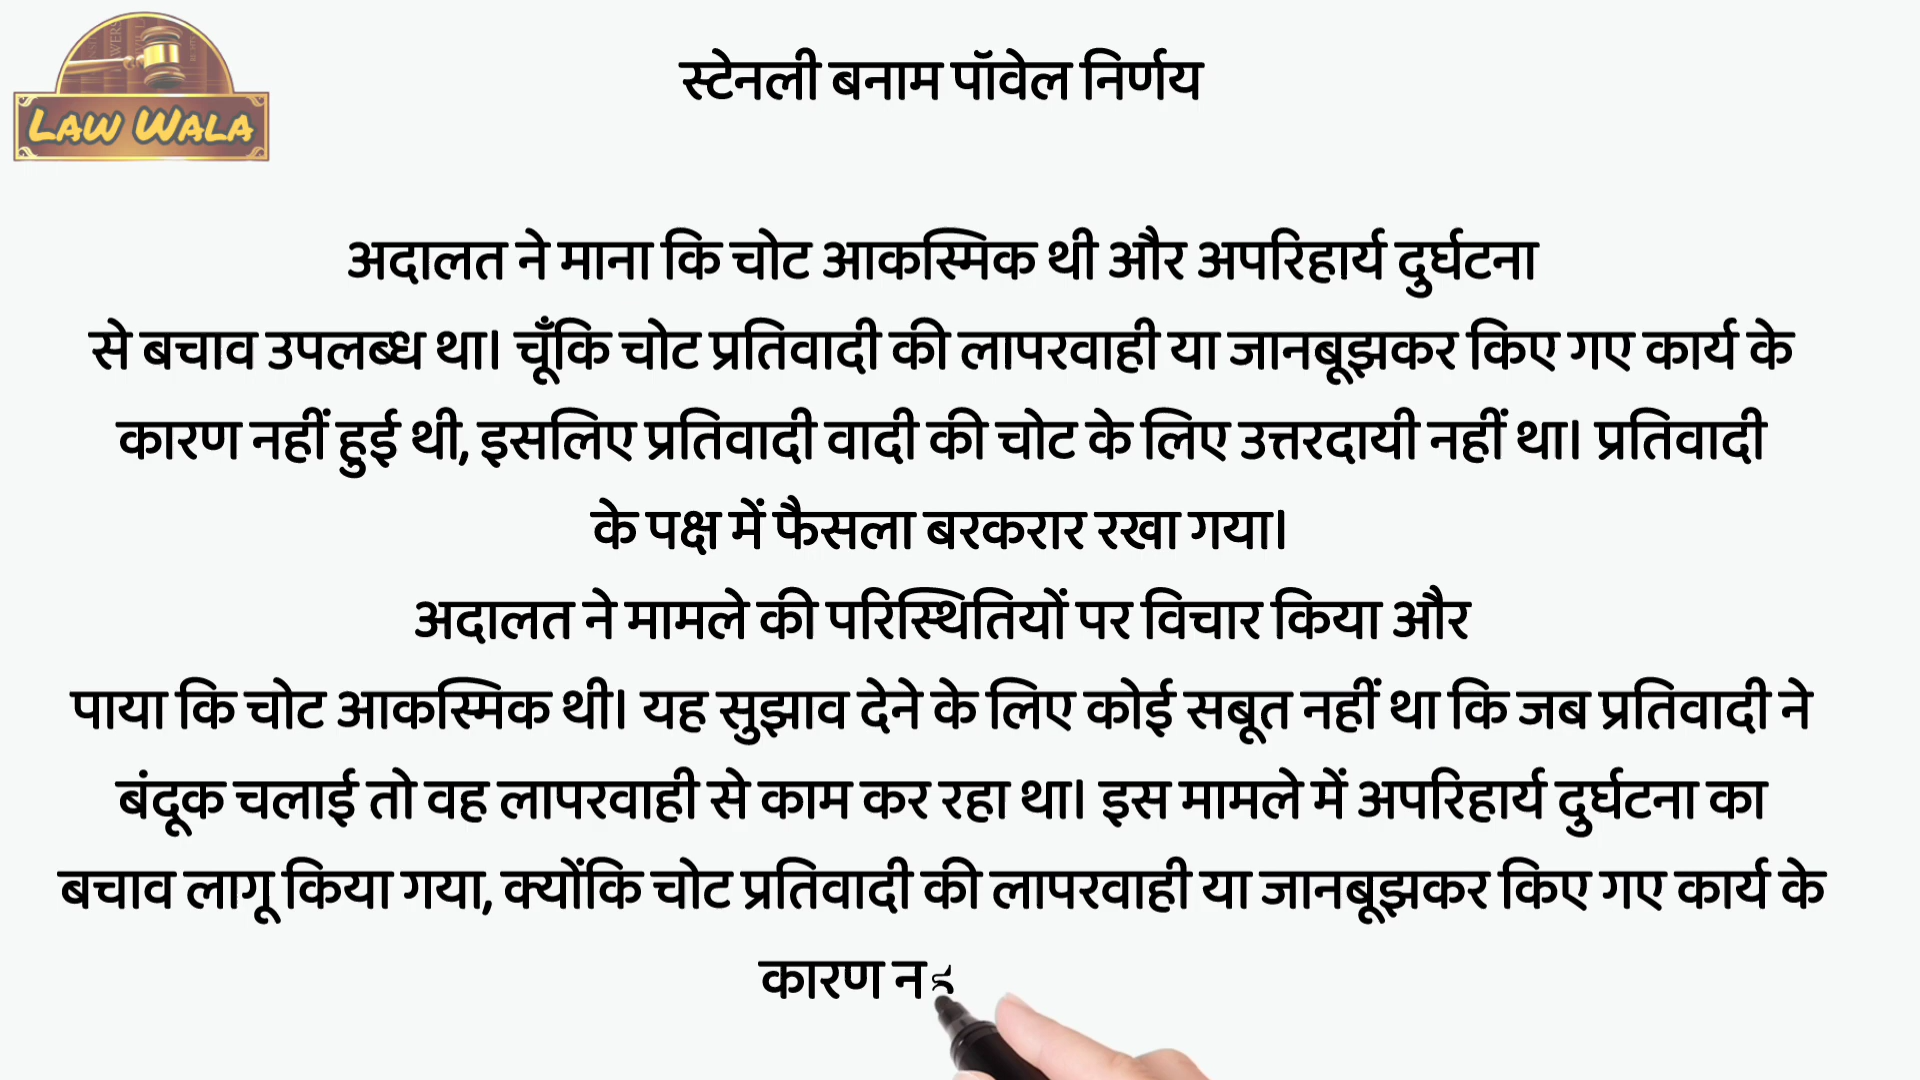 LAW WALA
स्टेनली बनाम पॉवेल निर्णय
अदालत ने माना कि चोट आकस्मिक थी और अपरिहार्य दुर्घटना
से बचाव उपलब्ध था। चूँकि चोट प्रतिवादी की लापरवाही या जानबूझकर किए गए कार्य के
कारण नहीं हुई थी, इसलिए प्रतिवादी वादी की चोट के लिए उत्तरदायी नहीं था। प्रतिवादी
के पक्ष में फैसला बरकरार रखा गया।
अदालत ने मामले की परिस्थितियों पर विचार किया और
पाया कि चोट आकस्मिक थी। यह सुझाव देने के लिए कोई सबूत नहीं था कि जब प्रतिवादी ने
बंदूक चलाई तो वह लापरवाही से काम कर रहा था। इस मामले में अपरिहार्य दुर्घटना का
बचाव लागू किया गया, क्योंकि चोट प्रतिवादी की लापरवाही या जानबूझकर किए गए कार्य के
कारण